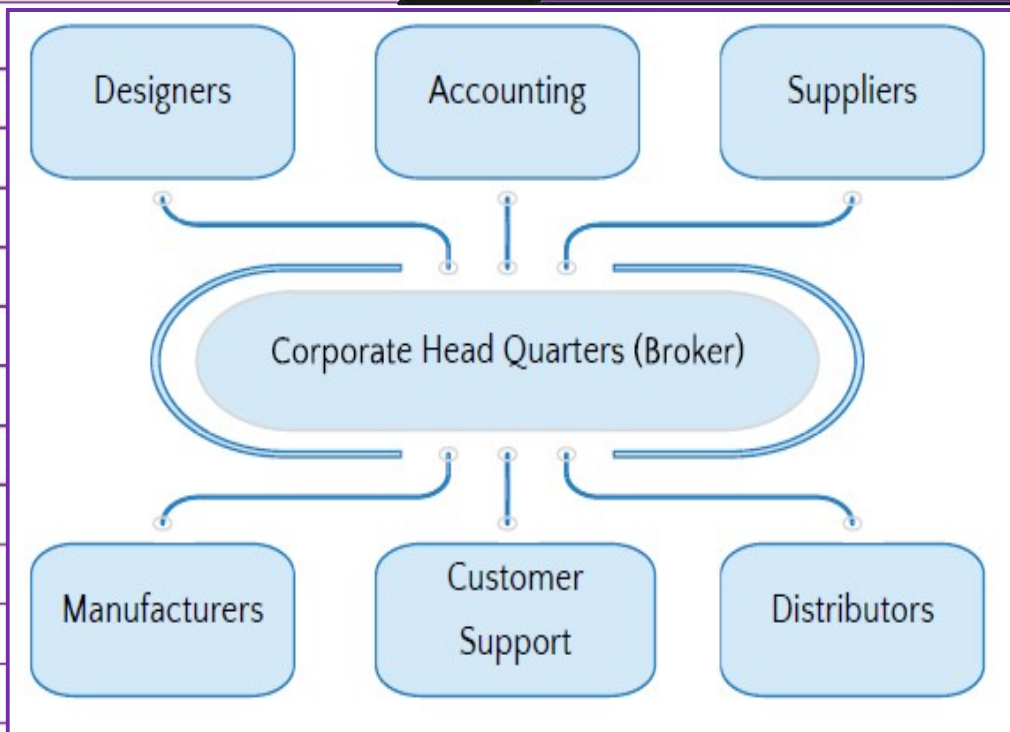 Designers
Accounting
Suppliers
Corporate Head Quarters (Broker)
Manufacturers
Customer
Support
Distributors